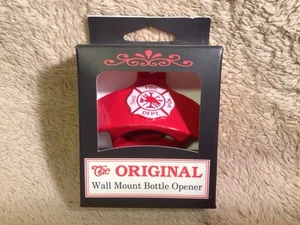 FIRE
DEPT.
The ORIGINAL
Wall Mount Bottle Opener